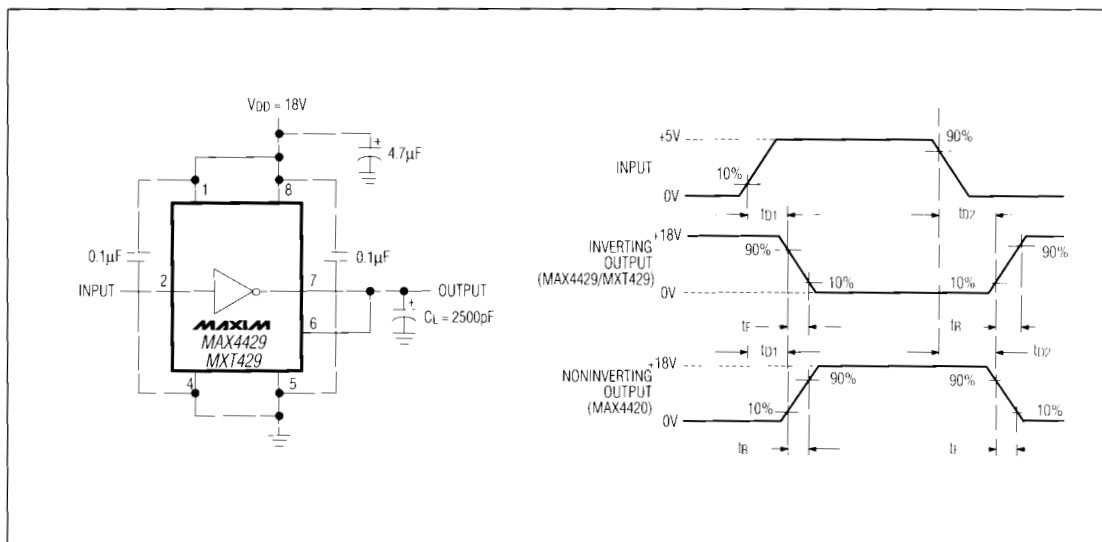 VDD = 18V
4.7µF
1
8
0.1µF
0.1µF
INPUT
2
7
OUTPUT
MAXIM
MAX4429
MXT429
6
CL = 2500pF
4
5
+5V
90%
INPUT
10%
0V
tD1
tD2
+18V
INVERTING
OUTPUT
(MAX4429/MXT429)
90%
90%
10%
10%
0V
tF
tR
tD1
tD2
+18V
NONINVERTING
OUTPUT
(MAX4420)
90%
90%
10%
10%
0V
tR
tF